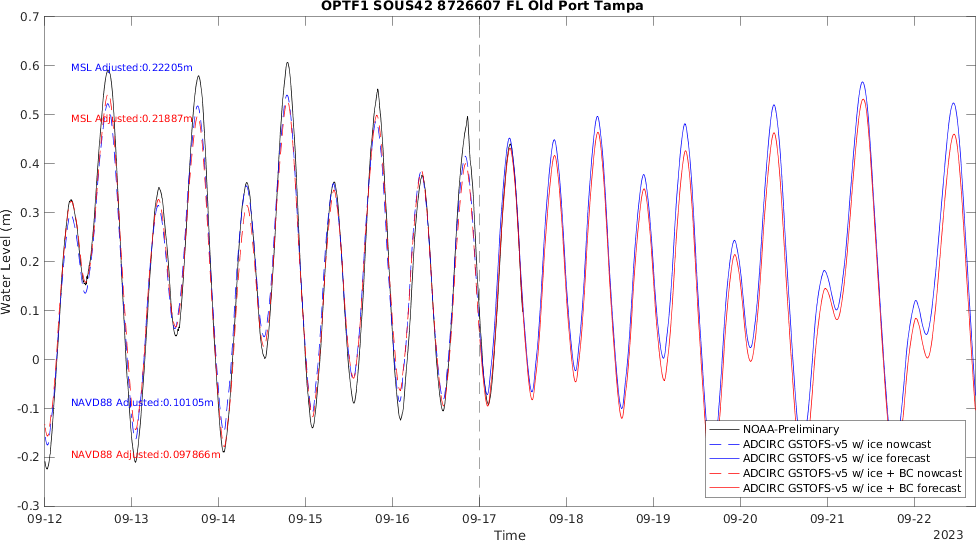 OPTF1 SOUS42 8726607 FL Old Port Tampa
0.7
0.6
0.5
0.4
0.3
0.2
0.1
0
-0.1
-0.2
-0.3
Water Level (m)
MSL Adjusted:0.22205m
MSL Adjusted:0.21887m
NAVD88 Adjusted:0.10105m
NAVD88 Adjusted:0.097866m
NOAA-Preliminary
ADCIRC GSTOFS-v5 w/ ice nowcast
ADCIRC GSTOFS-v5 w/ ice forecast
ADCIRC GSTOFS-v5 w/ ice + BC nowcast
ADCIRC GSTOFS-v5 w/ ice + BC forecast
09-12 09-13 09-14 09-15 09-16 09-17 09-18 09-19 09-20 09-21 09-22
Time
2023